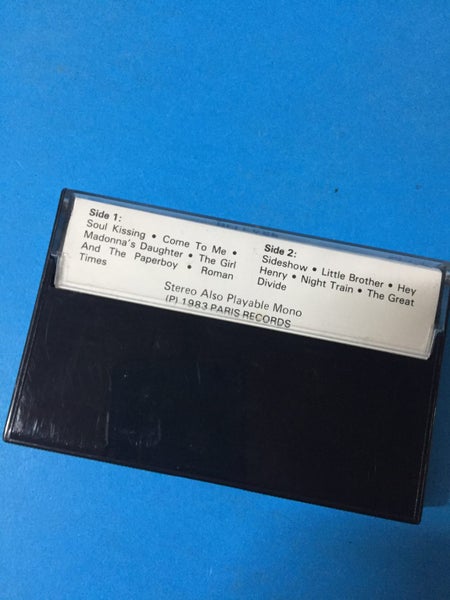 Side 1:
Soul Kissing • Come To Me •
Madonna's Daughter • The Girl
And The Paperboy • Roman
Times
Side 2:
Sideshow • Little Brother • Hey
Henry • Night Train • The Great
Divide
Stereo Also Playable Mono
(P) 1983 PARIS RECORDS